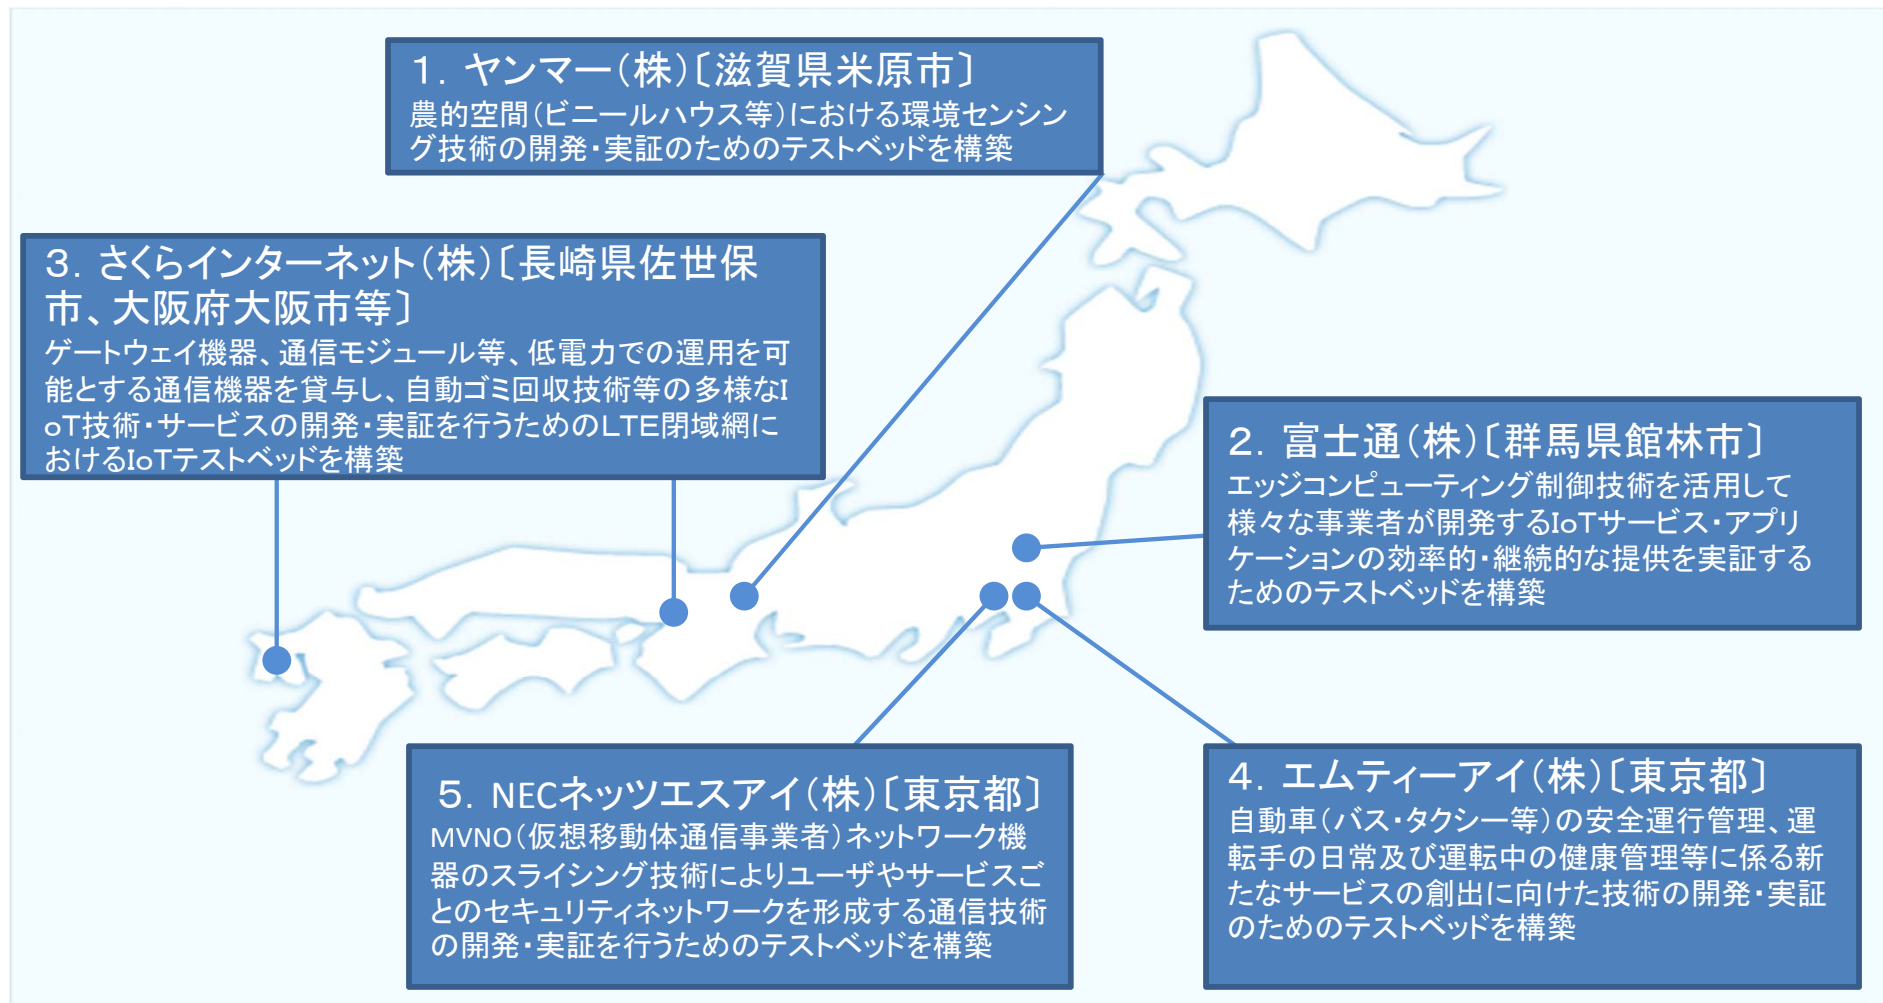 １．ヤンマー（株）〔滋賀県米原市〕
農的空間（ビニールハウス等）における環境センシン
グ技術の開発・実証のためのテストベッドを構築
３．さくらインターネット（株）〔長崎県佐世保
市、大阪府大阪市等〕
ゲートウェイ機器、通信モジュール等、低電力での運用を可
能とする通信機器を貸与し、自動ゴミ回収技術等の多様なI
oT技術・サービスの開発・実証を行うためのＬＴＥ閉域網に
おけるIoTテストベッドを構築
２．富士通（株）〔群馬県館林市〕
エッジコンピューティング制御技術を活用して
様々な事業者が開発するIoTサービス・アプリ
ケーションの効率的・継続的な提供を実証する
ためのテストベッドを構築
５．NECネッツエスアイ（株）〔東京都〕
MVNO（仮想移動体通信事業者）ネットワーク機
器のスライシング技術によりユーザやサービスご
とのセキュリティネットワークを形成する通信技術
の開発・実証を行うためのテストベッドを構築
４．エムティーアイ（株）〔東京都〕
自動車（バス・タクシー等）の安全運行管理、運
転手の日常及び運転中の健康管理等に係る新
たなサービスの創出に向けた技術の開発・実証
のためのテストベッドを構築